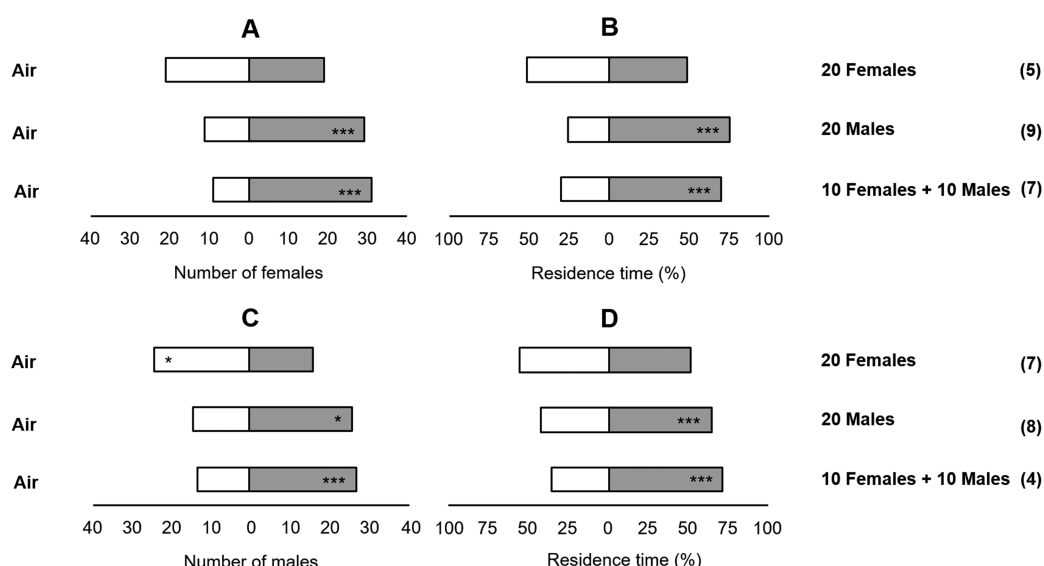 A B
Air 20 Females (5)
Air *** *** 20 Males (9)
Air *** *** 10 Females + 10 Males (7)
40 30 20 10 0 10 20 30 40 100 75 50 25 0 25 50 75 100
Number of females Residence time (%)
C D
Air * 20 Females (7)
Air * *** 20 Males (8)
Air *** *** 10 Females + 10 Males (4)
40 30 20 10 0 10 20 30 40 100 75 50 25 0 25 50 75 100
Number of males Residence time (%)